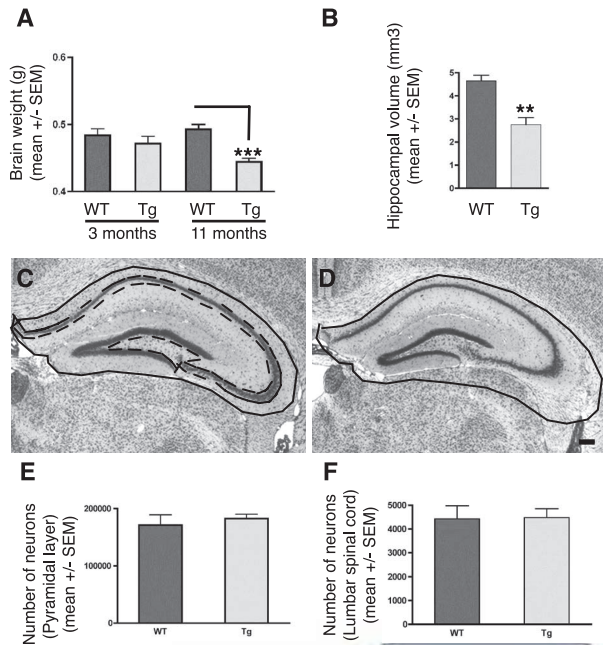 A
Brain weight (g)
(mean +/- SEM)
0.6
0.5
0.4
***
WT Tg WT Tg
3 months 11 months
B
Hippocampal volume (mm3)
(mean +/- SEM)
5
4
3
2
1
0
**
WT Tg
C
D
E
Number of neurons
(Pyramidal layer)
(mean +/- SEM)
200000
100000
0
WT Tg
F
Number of neurons
(Lumbar spinal cord)
(mean +/- SEM)
5000
4000
3000
2000
1000
0
WT Tg